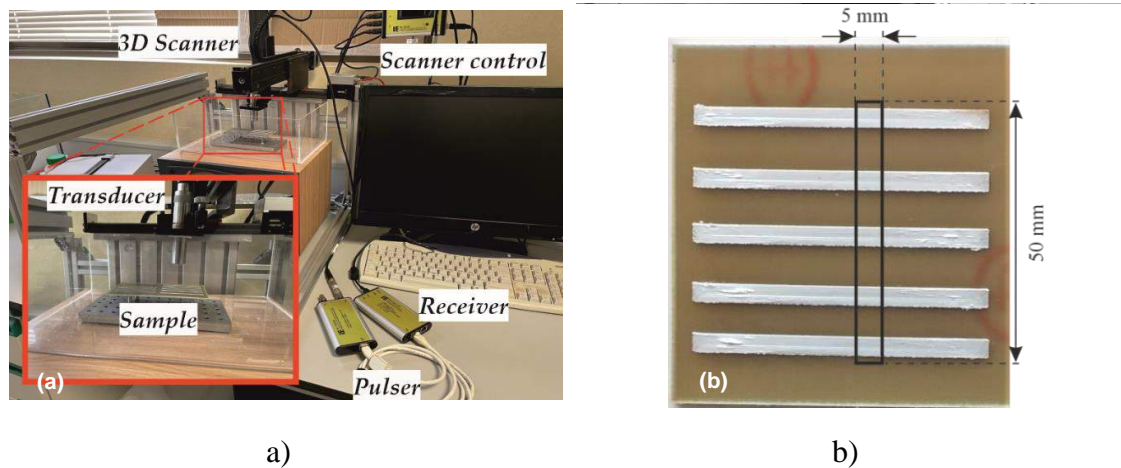 3D Scanner
Scanner control
Transducer
Sample
Receiver
Pulser
(a)
5 mm
50 mm
(b)
a)
b)